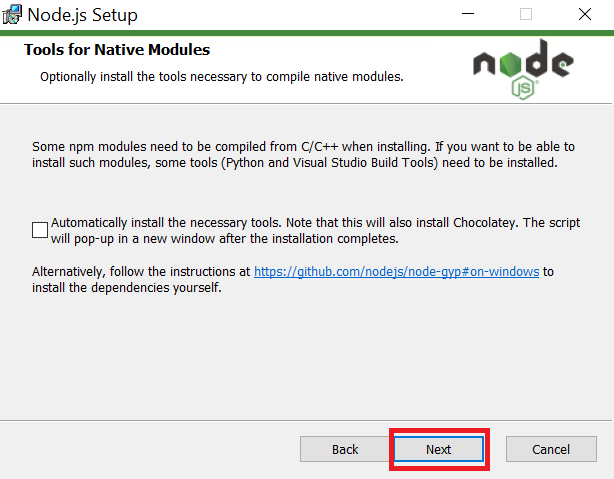 Node.js Setup
Tools for Native Modules
Optionally install the tools necessary to compile native modules.
node
JS
Some npm modules need to be compiled from C/C++ when installing. If you want to be able to
install such modules, some tools (Python and Visual Studio Build Tools) need to be installed.
Automatically install the necessary tools. Note that this will also install Chocolatey. The script
will pop-up in a new window after the installation completes.
Alternatively, follow the instructions at https://github.com/nodejs/node-gyp#on-windows to
install the dependencies yourself.
Back Next Cancel